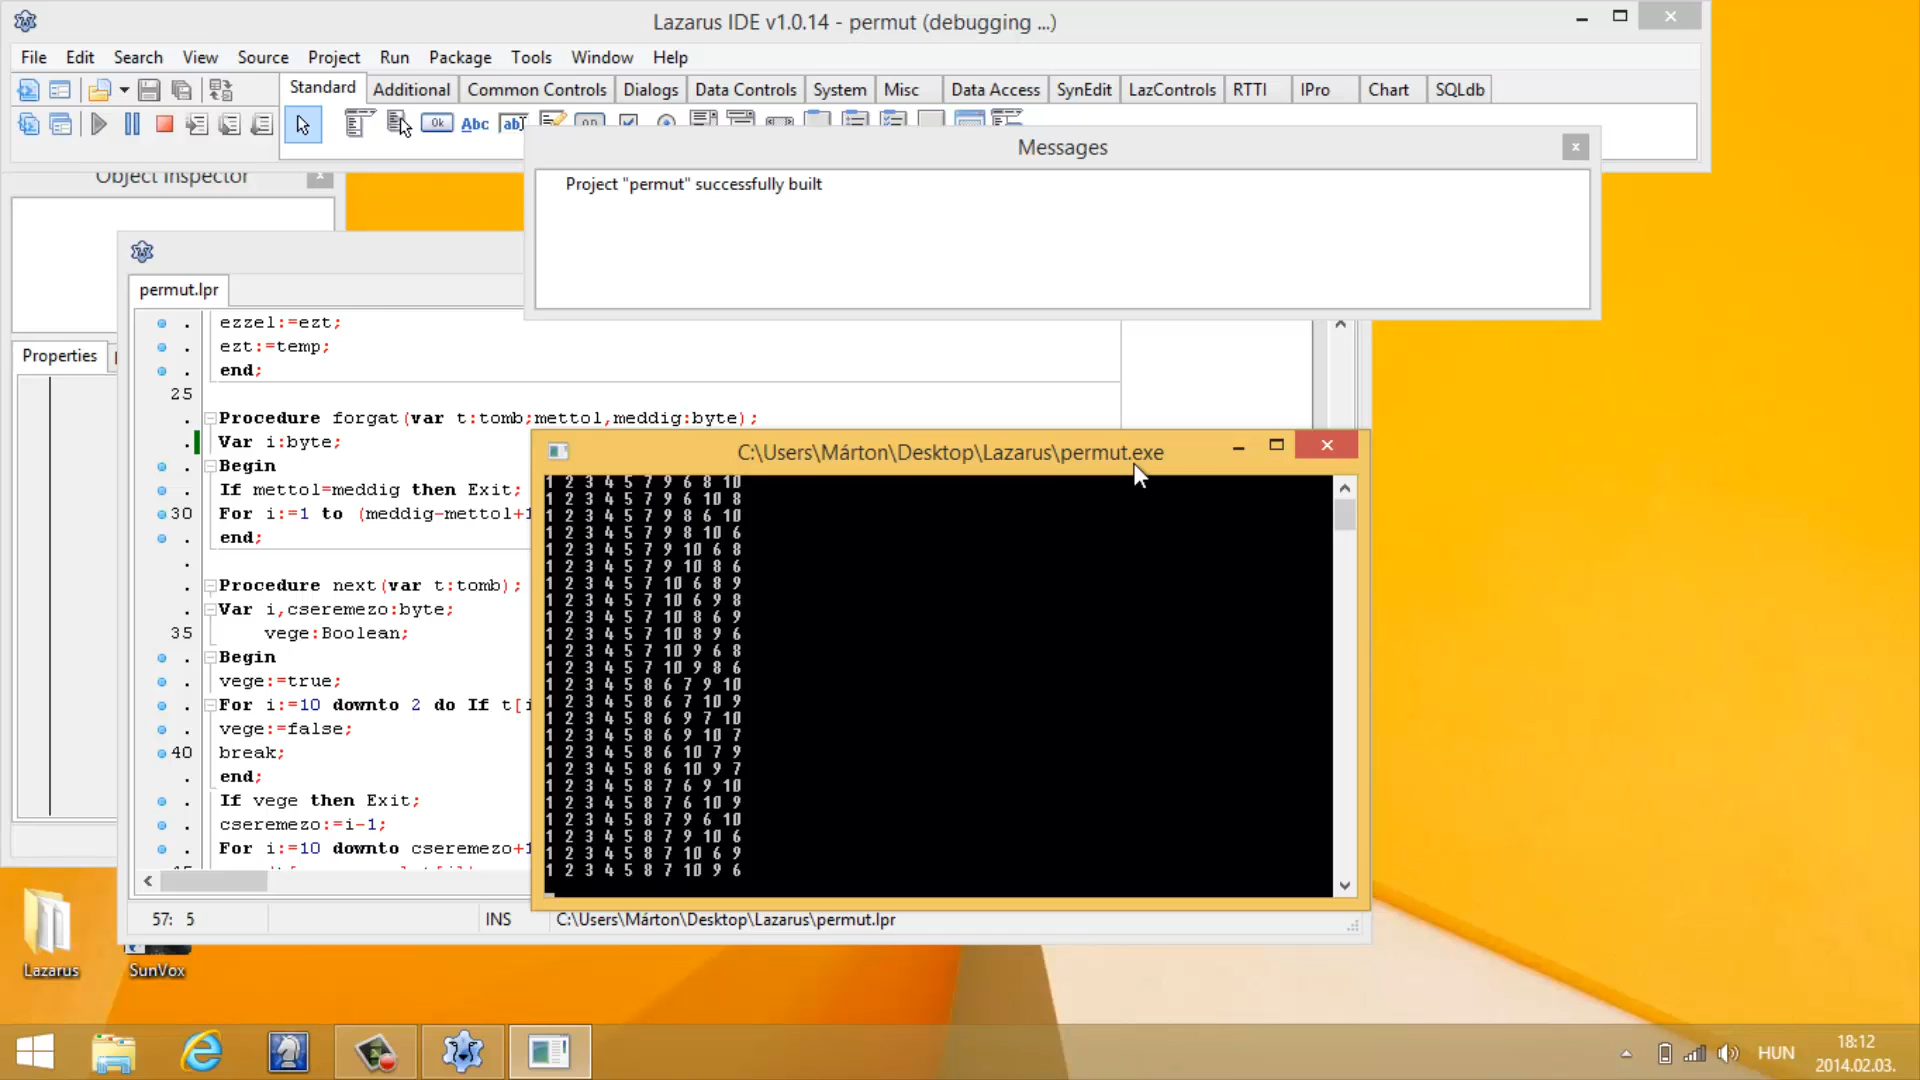 Lazarus IDE v1.0.14 - permut (debugging ...)
File Edit Search View Source Project Run Package Tools Window Help
Standard Additional Common Controls Dialogs Data Controls System Misc Data Access SynEdit LazControls RTTI IPro Chart SQLdb
Ok Abc
Messages
Project "permut" successfully built
Object Inspector
Properties
permut.lpr
ezzel:=ezt;
ezt:=temp;
end;
25
Procedure forgat(var t:tomb;mettol,meddig:byte);
Var i:byte;
Begin
If mettol=meddig then Exit;
30 For i:=1 to (meddig-mettol+1
end;
Procedure next(var t:tomb);
Var i,cseremezo:byte;
35 vege:Boolean;
Begin
vege:=true;
For i:=10 downto 2 do If t[i
vege:=false;
40 break;
end;
If vege then Exit;
cseremezo:=i-1;
For i:=10 downto cseremezo+1
57: 5 INS C:\Users\Márton\Desktop\Lazarus\permut.lpr
C:\Users\Márton\Desktop\Lazarus\permut.exe
1 2 3 4 5 7 9 6 8 10
1 2 3 4 5 7 9 6 10 8
1 2 3 4 5 7 9 8 6 10
1 2 3 4 5 7 9 8 10 6
1 2 3 4 5 7 9 10 6 8
1 2 3 4 5 7 9 10 8 6
1 2 3 4 5 7 10 6 8 9
1 2 3 4 5 7 10 6 9 8
1 2 3 4 5 7 10 8 6 9
1 2 3 4 5 7 10 8 9 6
1 2 3 4 5 7 10 9 6 8
1 2 3 4 5 7 10 9 8 6
1 2 3 4 5 8 6 7 9 10
1 2 3 4 5 8 6 7 10 9
1 2 3 4 5 8 6 9 7 10
1 2 3 4 5 8 6 9 10 7
1 2 3 4 5 8 6 10 7 9
1 2 3 4 5 8 6 10 9 7
1 2 3 4 5 8 7 6 9 10
1 2 3 4 5 8 7 6 10 9
1 2 3 4 5 8 7 9 6 10
1 2 3 4 5 8 7 9 10 6
1 2 3 4 5 8 7 10 6 9
1 2 3 4 5 8 7 10 9 6
Lazarus
SunVox
HUN
18:12
2014.02.03.